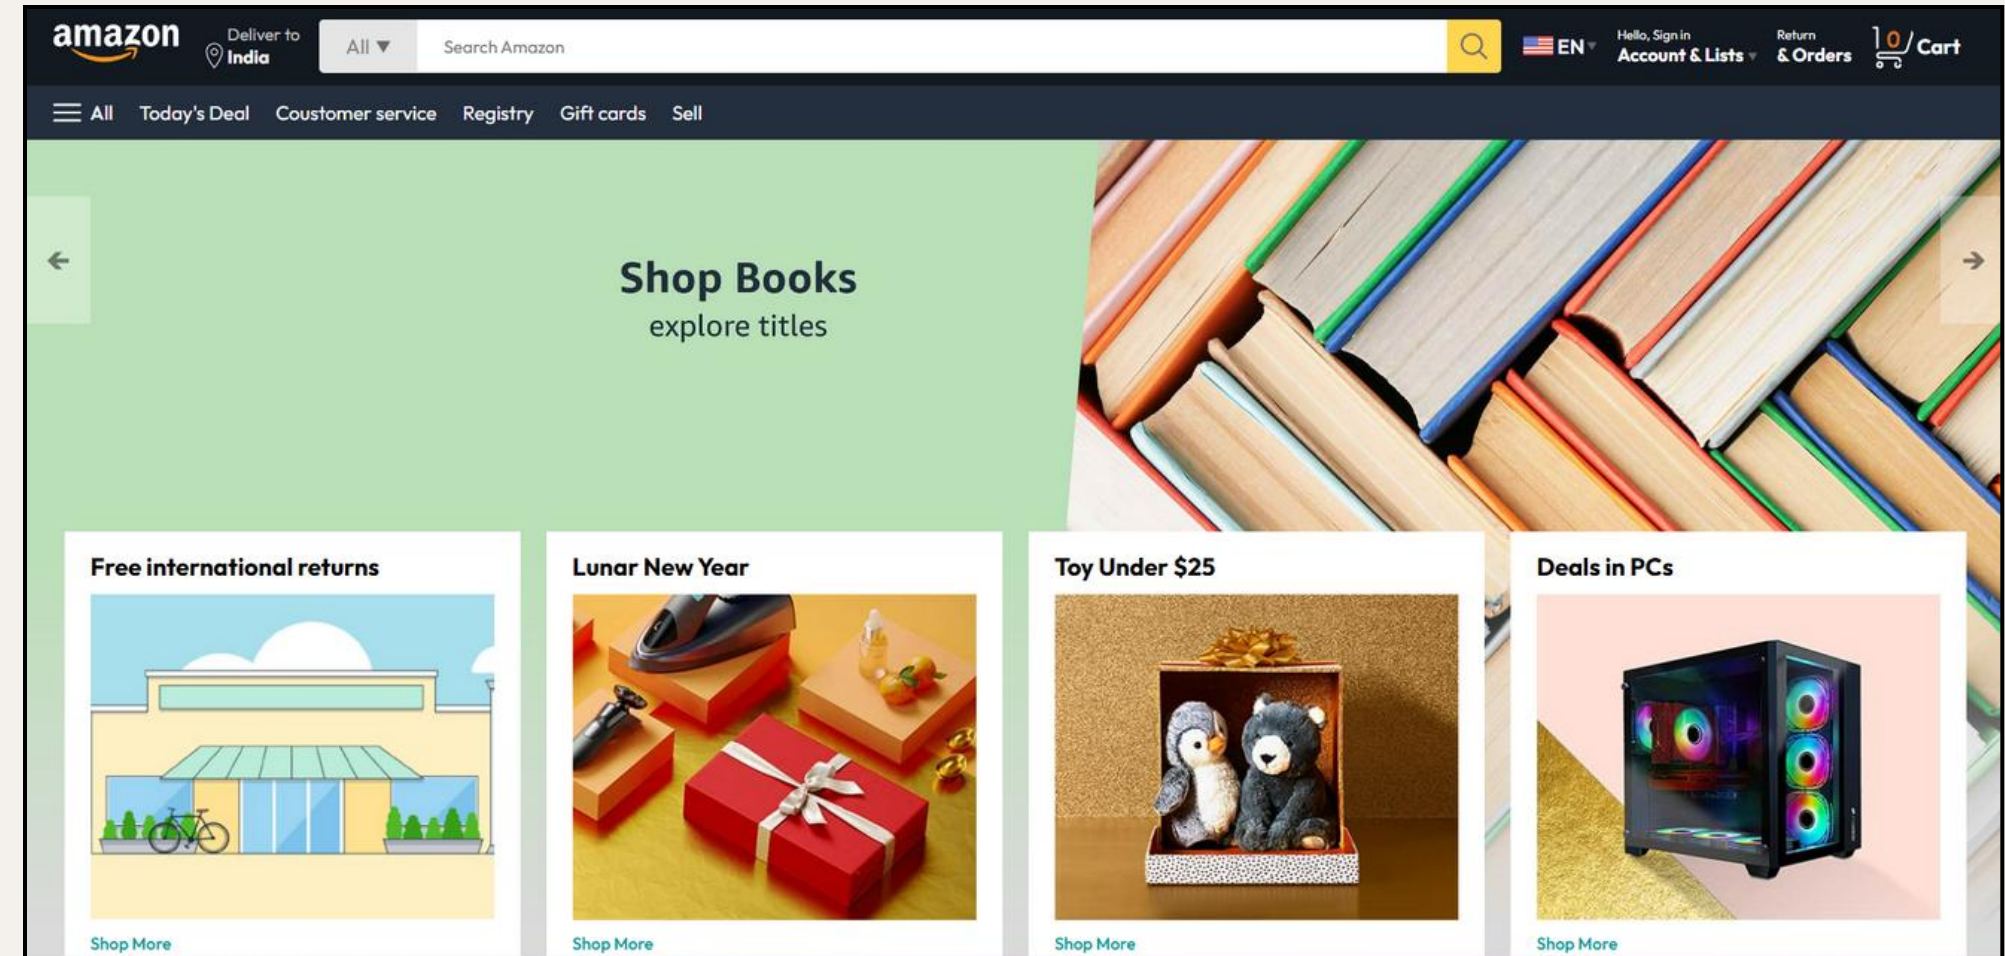 amazon
Deliver to
India
All ▼
Search Amazon
EN
Hello, Sign in
Account & Lists
Return
& Orders
0
Cart
All
Today's Deal
Coustomer service
Registry
Gift cards
Sell
Shop Books
explore titles
Free international returns
Lunar New Year
Toy Under $25
Deals in PCs
Shop More
Shop More
Shop More
Shop More